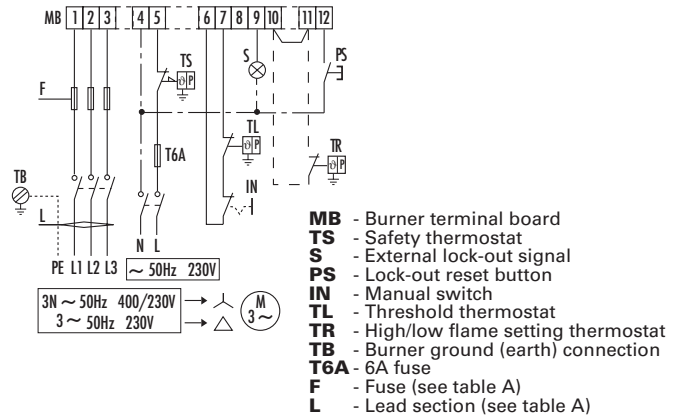 MB 1 2 3 4 5 6 7 8 9 10 11 12
TS
ϑ P
S
PS
F
T6A
TL
ϑ P
TR
ϑ P
TB
IN
L
N L
PE L1 L2 L3
~ 50Hz 230V
3N ~ 50Hz 400/230V
3 ~ 50Hz 230V
M
3 ~
MB - Burner terminal board
TS - Safety thermostat
S - External lock-out signal
PS - Lock-out reset button
IN - Manual switch
TL - Threshold thermostat
TR - High/low flame setting thermostat
TB - Burner ground (earth) connection
T6A - 6A fuse
F - Fuse (see table A)
L - Lead section (see table A)